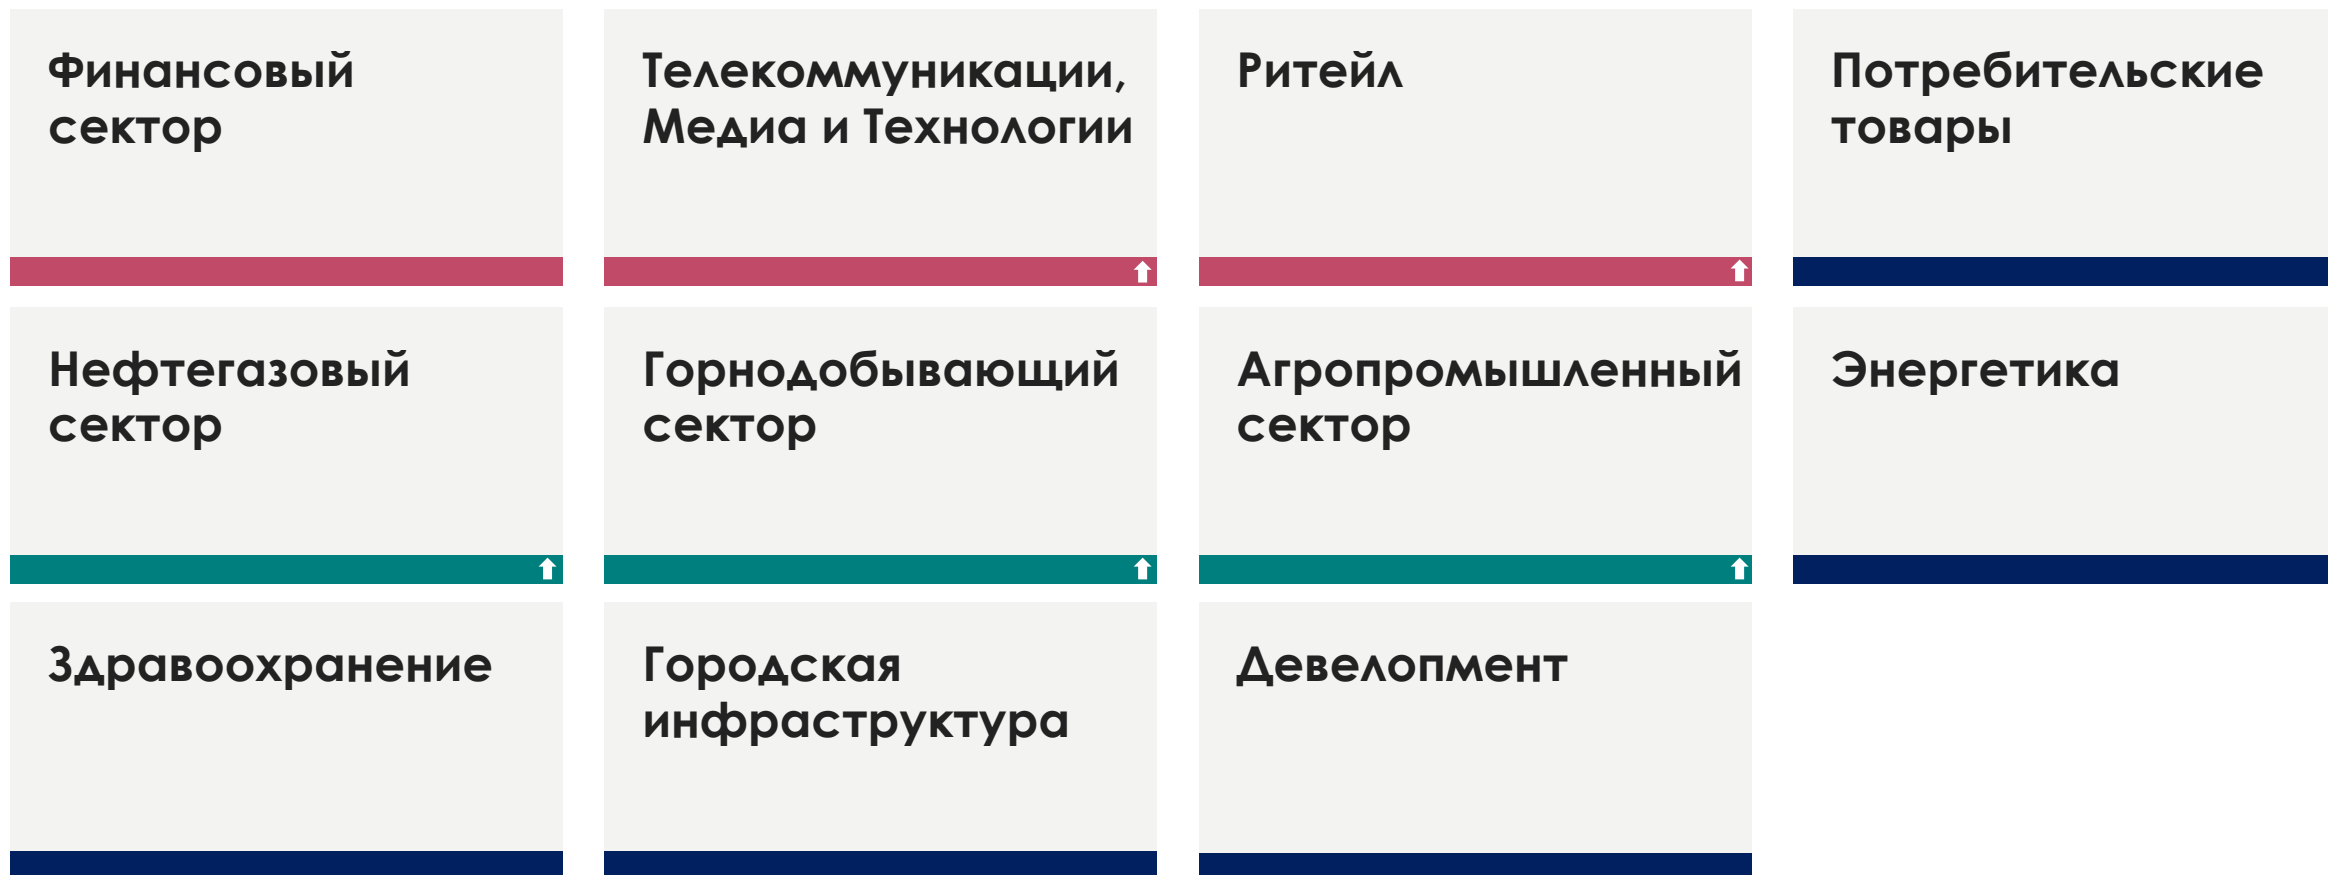 Финансовый
сектор
Телекоммуникации,
Медиа и Технологии
Ритейл
Потребительские
товары
Нефтегазовый
сектор
Горнодобывающий
сектор
Агропромышленный
сектор
Энергетика
Здравоохранение
Городская
инфраструктура
Девелопмент